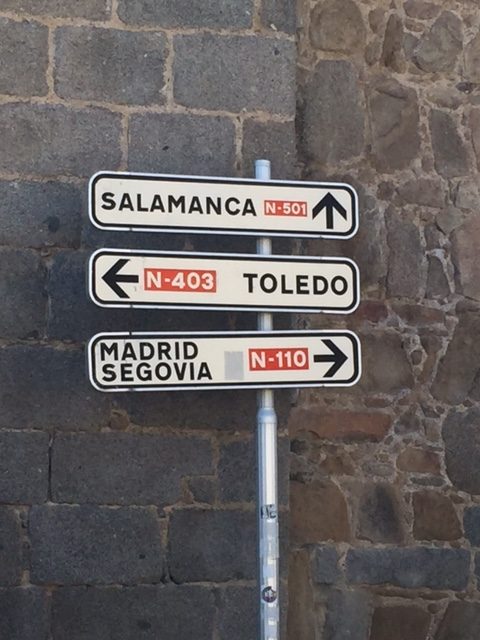 SALAMANCA N-501
N-403 TOLEDO
MADRID
SEGOVIA N-110